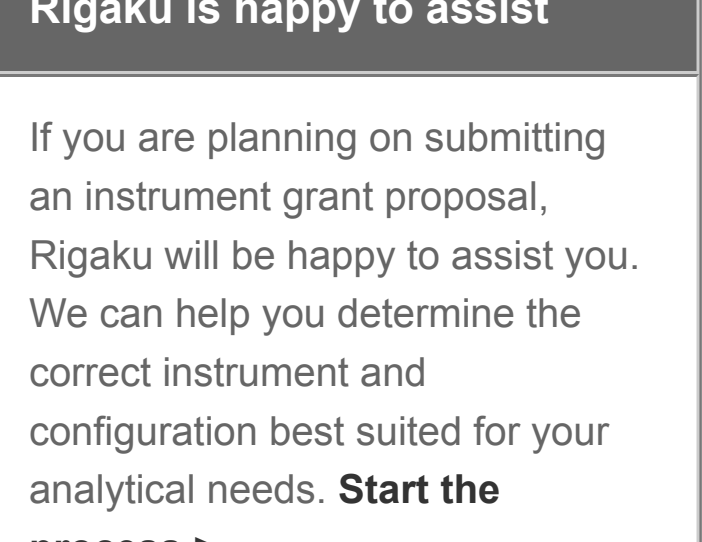 Rigaku is happy to assist
If you are planning on submitting
an instrument grant proposal,
Rigaku will be happy to assist you.
We can help you determine the
correct instrument and
configuration best suited for your
analytical needs. Start the
process >